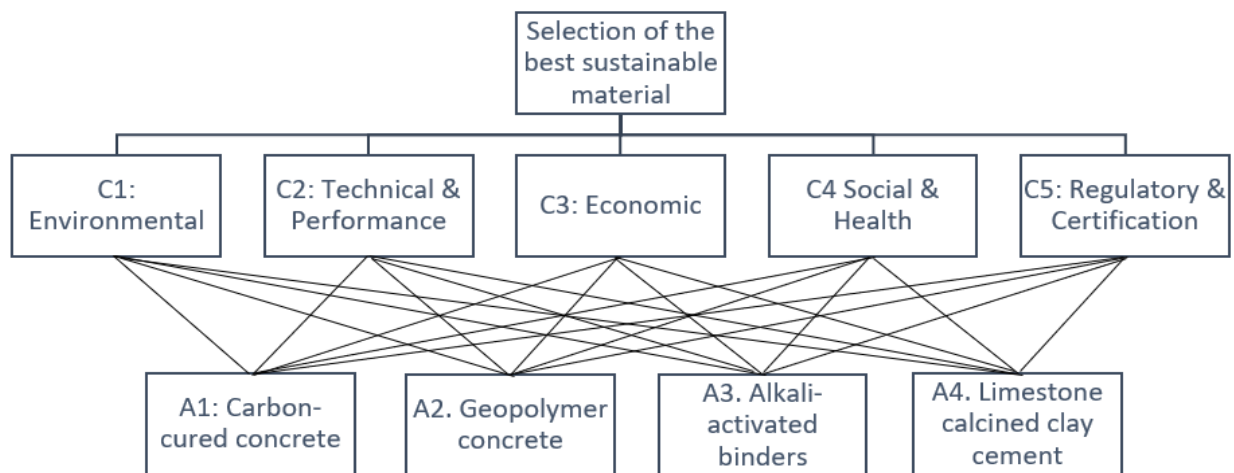 Selection of the
best sustainable
material
C1:
Environmental
C2: Technical &
Performance
C3: Economic
C4 Social &
Health
C5: Regulatory &
Certification
A1: Carbon-
cured concrete
A2. Geopolymer
concrete
A3. Alkali-
activated
binders
A4. Limestone
calcined clay
cement